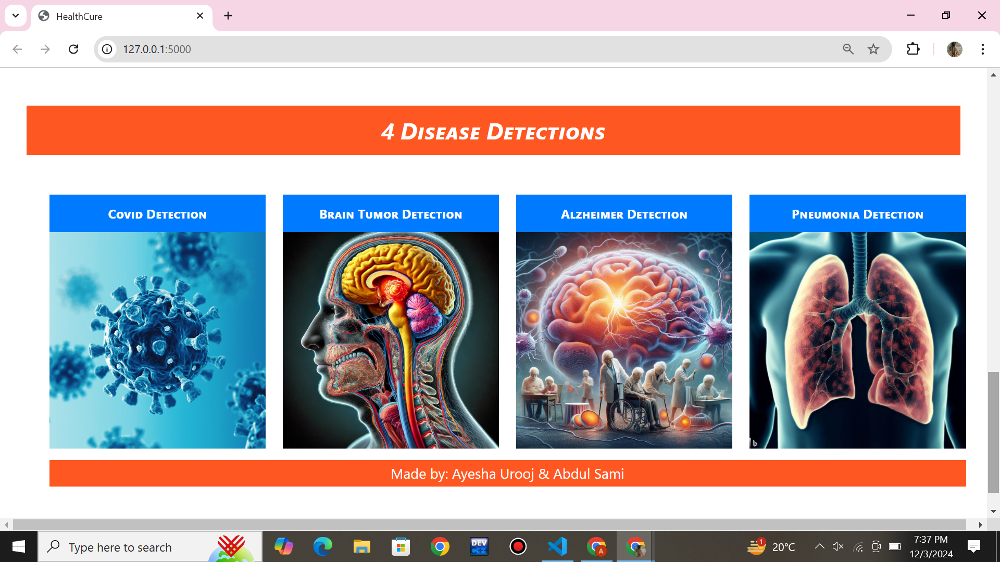 HealthCure
127.0.0.1:5000
4 Disease Detections
Covid Detection
Brain Tumor Detection
Alzheimer Detection
Pneumonia Detection
b
Made by: Ayesha Urooj & Abdul Sami
Type here to search
DEV
C++
A
1
20°C
7:37 PM
12/3/2024